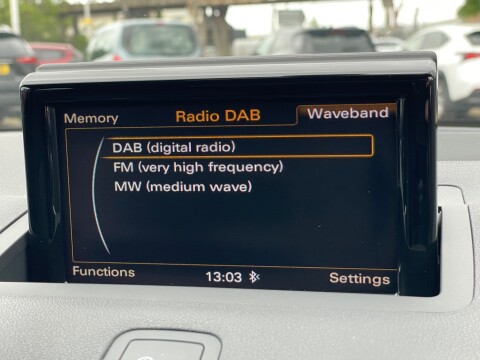 Memory Radio DAB Waveband
DAB (digital radio)
FM (very high frequency)
MW (medium wave)
Functions 13:03 Settings